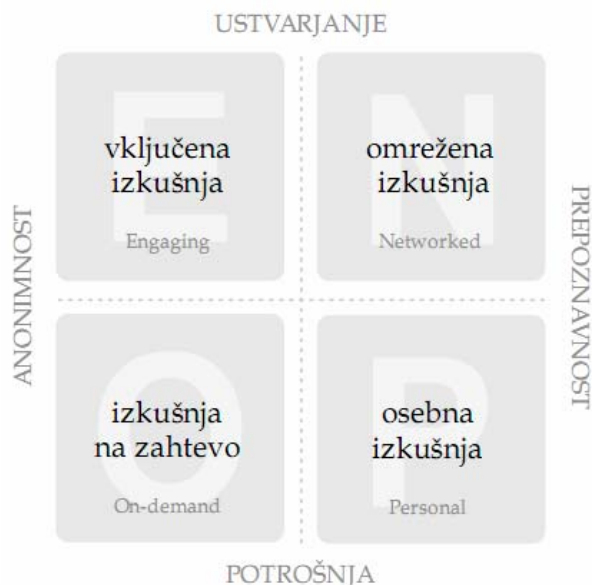 USTVARJANJE
E
vključena
izkušnja
Engaging
N
omrežena
izkušnja
Networked
ANONIMNOST
PREPOZNAVNOST
O
izkušnja
na zahtevo
On-demand
P
osebna
izkušnja
Personal
POTROŠNJA